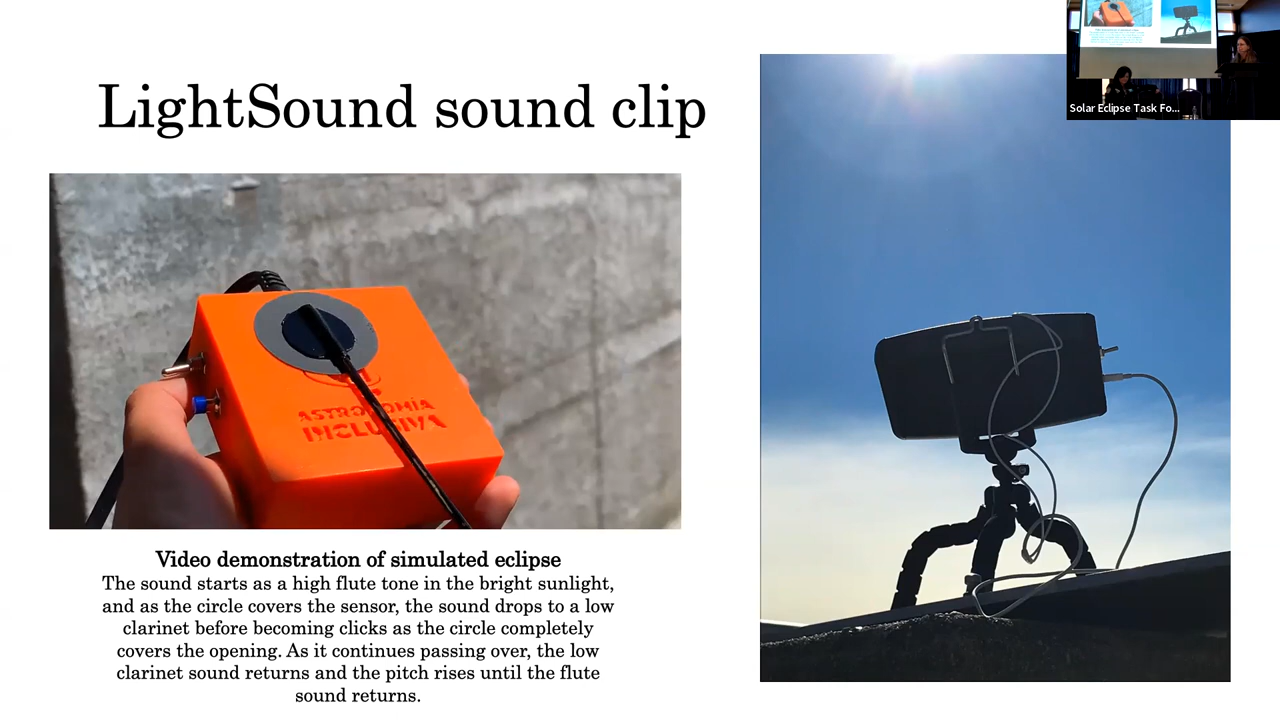 LightSound sound clip
Solar Eclipse Task Fo...
ASTRONOMÍA
INCLUSIVA
Video demonstration of simulated eclipse
The sound starts as a high flute tone in the bright sunlight,
and as the circle covers the sensor, the sound drops to a low
clarinet before becoming clicks as the circle completely
covers the opening. As it continues passing over, the low
clarinet sound returns and the pitch rises until the flute
sound returns.